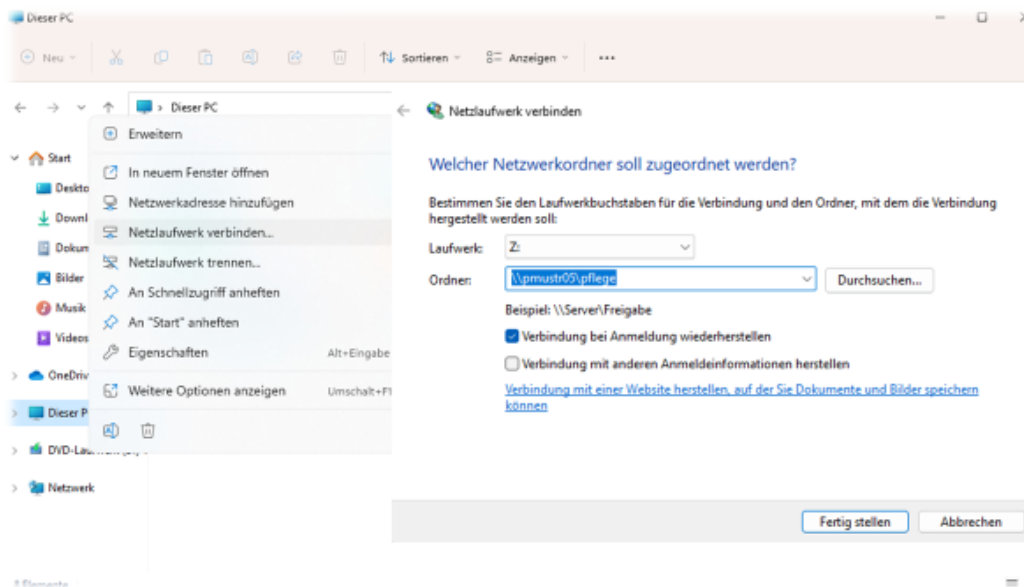 Dieser PC
Neu
Sortieren
Anzeigen
Dieser PC
Erweitern
Start
In neuem Fenster öffnen
Deskto
Netzwerkadresse hinzufügen
Downl
Netzlaufwerk verbinden...
Dokun
Netzlaufwerk trennen...
Bilder
An Schnellzugriff anheften
Musik
An "Start" anheften
Videos
Eigenschaften Alt+Eingabe
OneDriv
Weitere Optionen anzeigen Umschalt+F1
Dieser P
Netzwerk
8 Elemente
Netzlaufwerk verbinden
Welcher Netzwerkordner soll zugeordnet werden?
Bestimmen Sie den Laufwerkbuchstaben für die Verbindung und den Ordner, mit dem die Verbindung
hergestellt werden soll:
Laufwerk: Z:
Ordner: \\pmustr05\pflege Durchsuchen...
Beispiel: \\Server\Freigabe
Verbindung bei Anmeldung wiederherstellen
Verbindung mit anderen Anmeldeinformationen herstellen
Verbindung mit einer Website herstellen, auf der Sie Dokumente und Bilder speichern
können
Fertig stellen Abbrechen